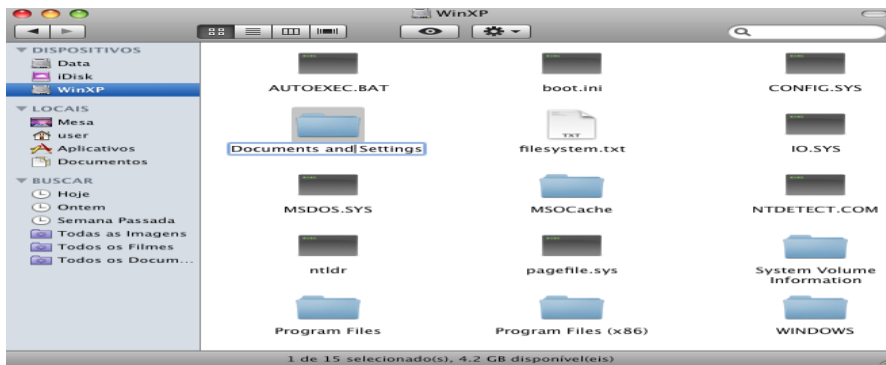 WinXP
DISPOSITIVOS
Data
iDisk
WinXP
LOCAIS
Mesa
user
Aplicativos
Documentos
BUSCAR
Hoje
Ontem
Semana Passada
Todas as Imagens
Todos os Filmes
Todos os Docum...
AUTOEXEC.BAT
boot.ini
CONFIG.SYS
Documents and Settings
TXT
filesystem.txt
IO.SYS
MSDOS.SYS
MSOCache
NTDETECT.COM
ntldr
pagefile.sys
System Volume
Information
Program Files
Program Files (x86)
WINDOWS
1 de 15 selecionado(s), 4.2 GB disponível(eis)